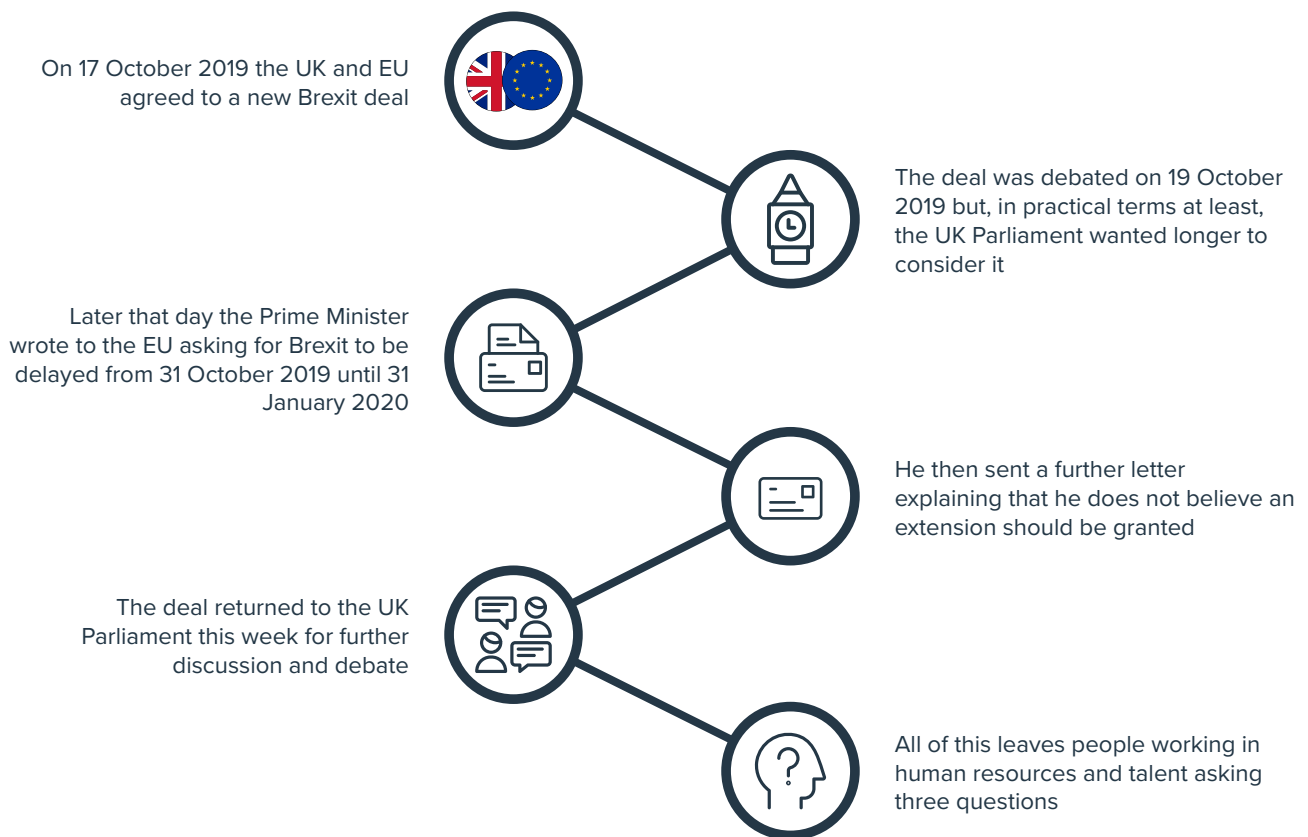 On 17 October 2019 the UK and EU
agreed to a new Brexit deal
The deal was debated on 19 October
2019 but, in practical terms at least,
the UK Parliament wanted longer to
consider it
Later that day the Prime Minister
wrote to the EU asking for Brexit to be
delayed from 31 October 2019 until 31
January 2020
He then sent a further letter
explaining that he does not believe an
extension should be granted
The deal returned to the UK
Parliament this week for further
discussion and debate
All of this leaves people working in
human resources and talent asking
three questions